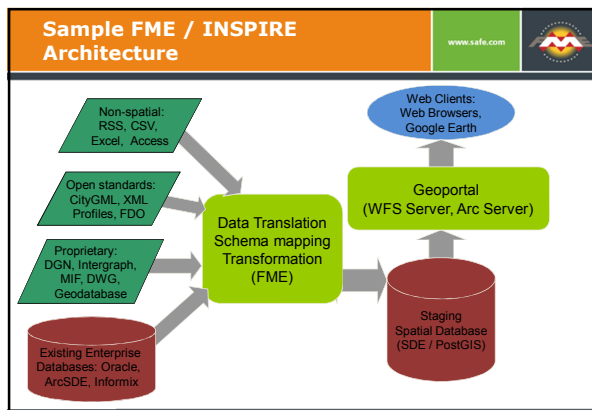 Sample FME / INSPIRE
Architecture
www.safe.com
Non-spatial:
RSS, CSV,
Excel, Access
Open standards:
CityGML, XML
Profiles, FDO
Proprietary:
DGN, Intergraph,
MIF, DWG,
Geodatabase
Existing Enterprise
Databases: Oracle,
ArcSDE, Informix
Data Translation
Schema mapping
Transformation
(FME)
Web Clients:
Web Browsers,
Google Earth
Geoportal
(WFS Server, Arc Server)
Staging
Spatial Database
(SDE / PostGIS)